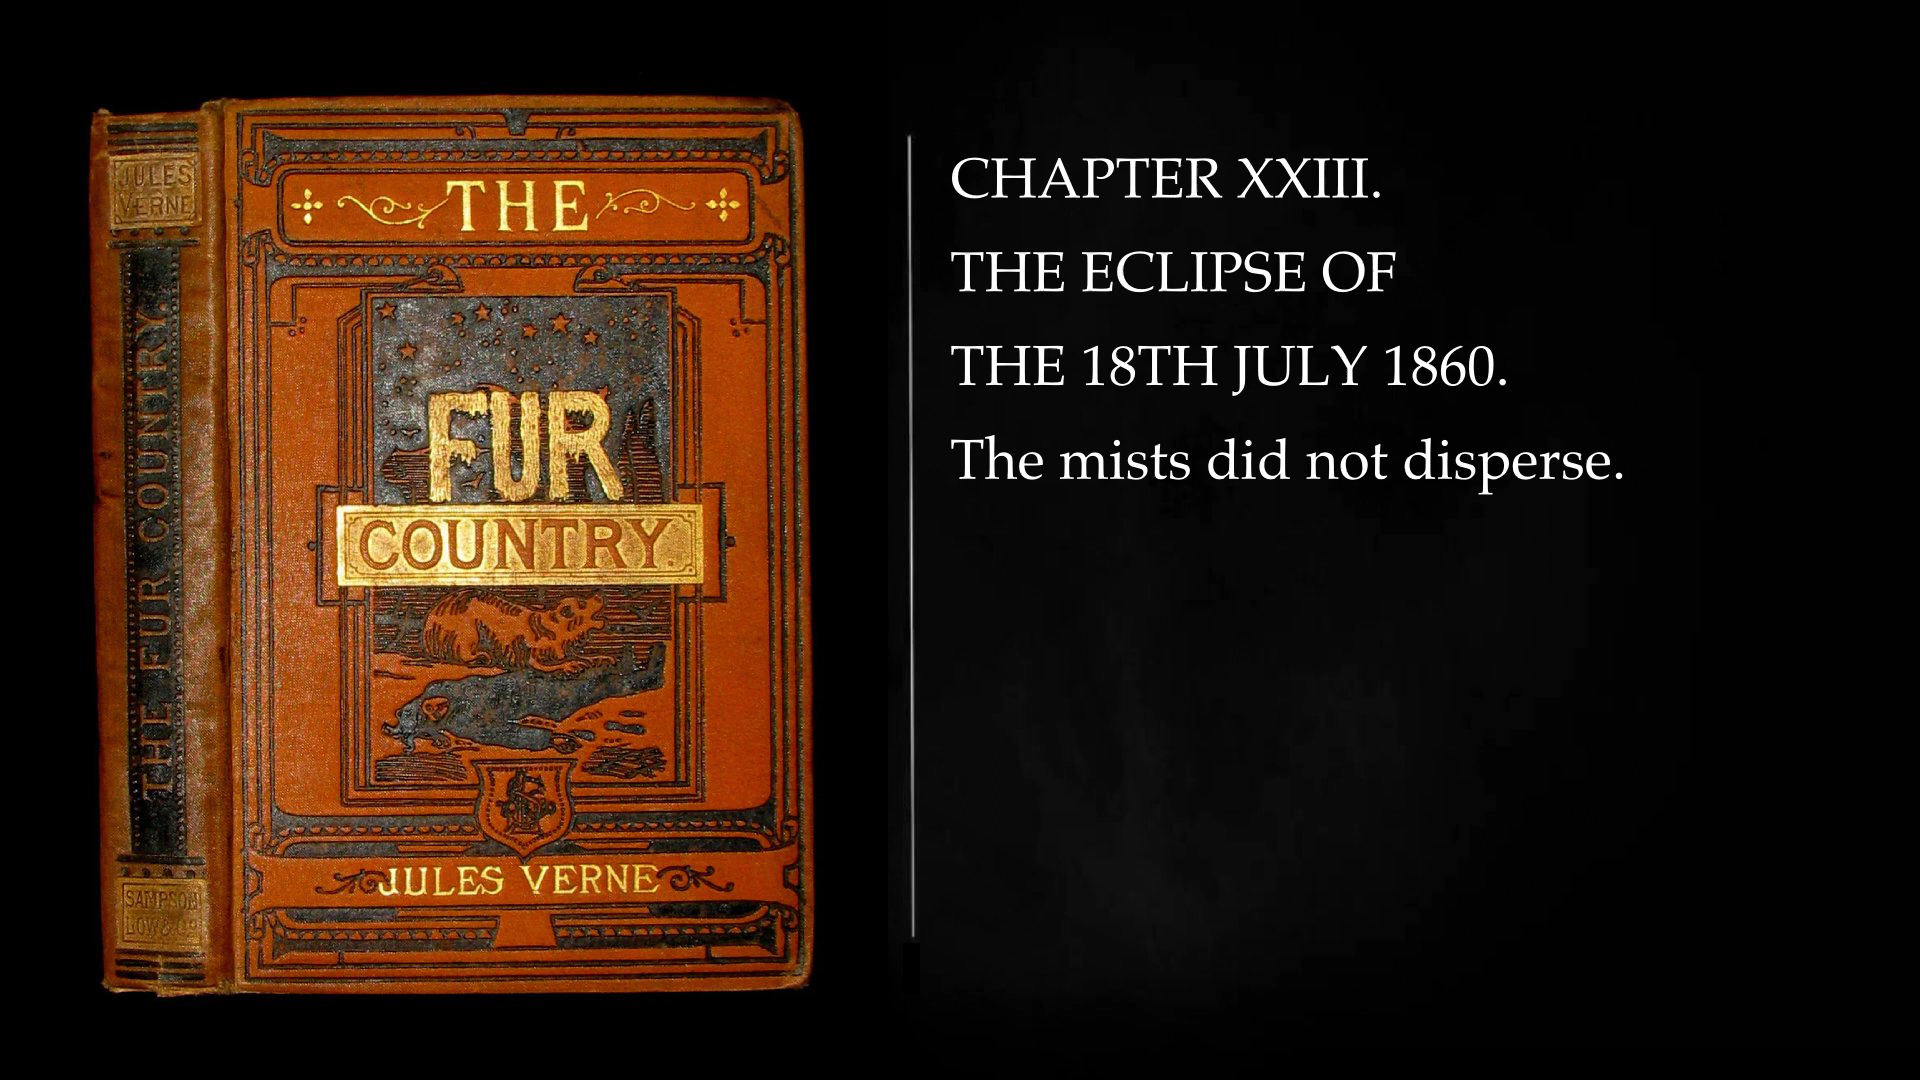 JULES
VERNE
THE FUR COUNTRY.
SAMPSON
LOW & Co
THE
FUR
COUNTRY.
JULES VERNE
CHAPTER XXIII.
THE ECLIPSE OF
THE 18TH JULY 1860.
The mists did not disperse.